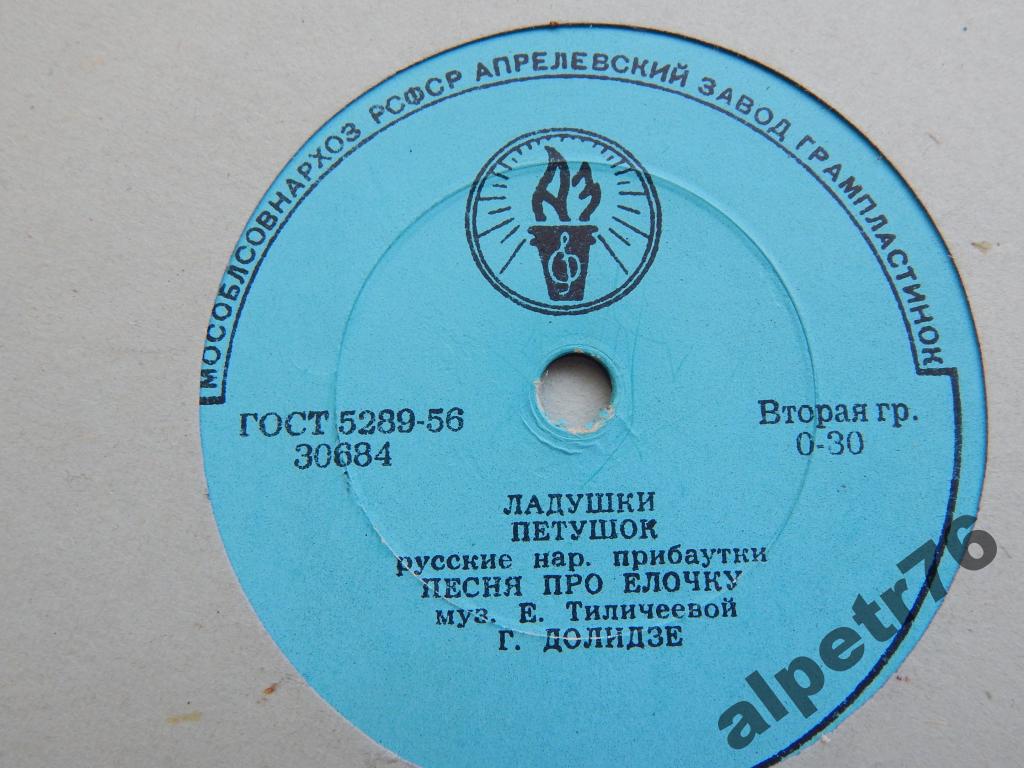 МОСОБЛСОВНАРХОЗ РСФСР АПРЕЛЕВСКИЙ ЗАВОД ГРАМПЛАСТИНОК
АЗ
ГОСТ 5289-56
30684
Вторая гр.
0-30
ЛАДУШКИ
ПЕТУШОК
русские нар. прибаутки
ПЕСНЯ ПРО ЕЛОЧКУ
муз. Е. Тиличеевой
Г. ДОЛИДЗЕ
alpetr76